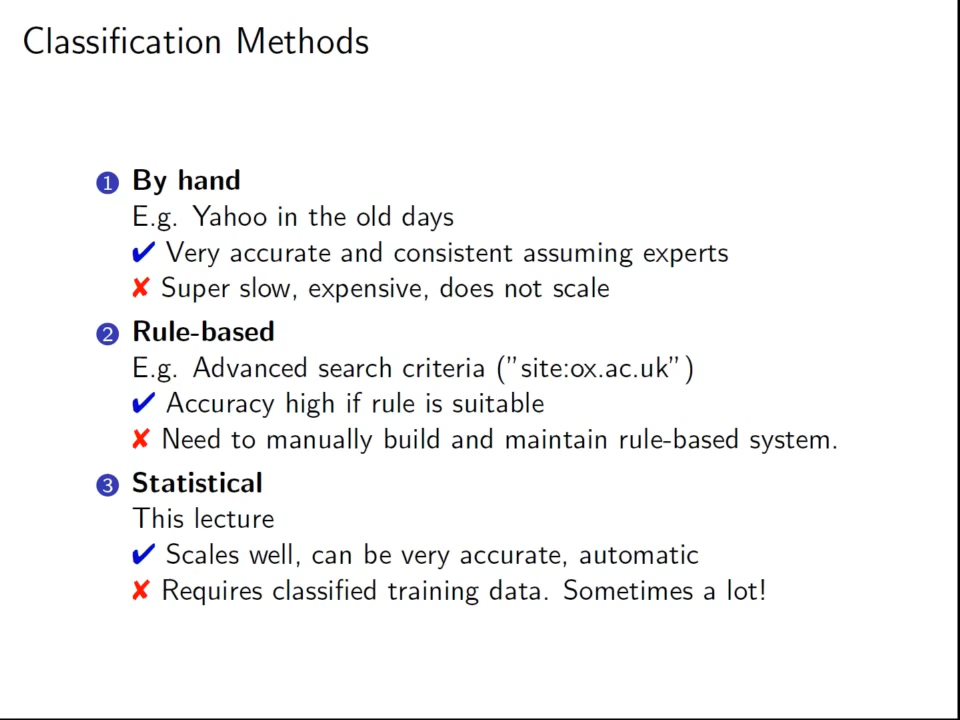 Classification Methods
1 By hand
E.g. Yahoo in the old days
✔ Very accurate and consistent assuming experts
✘ Super slow, expensive, does not scale
2 Rule-based
E.g. Advanced search criteria ("site:ox.ac.uk")
✔ Accuracy high if rule is suitable
✘ Need to manually build and maintain rule-based system.
3 Statistical
This lecture
✔ Scales well, can be very accurate, automatic
✘ Requires classified training data. Sometimes a lot!